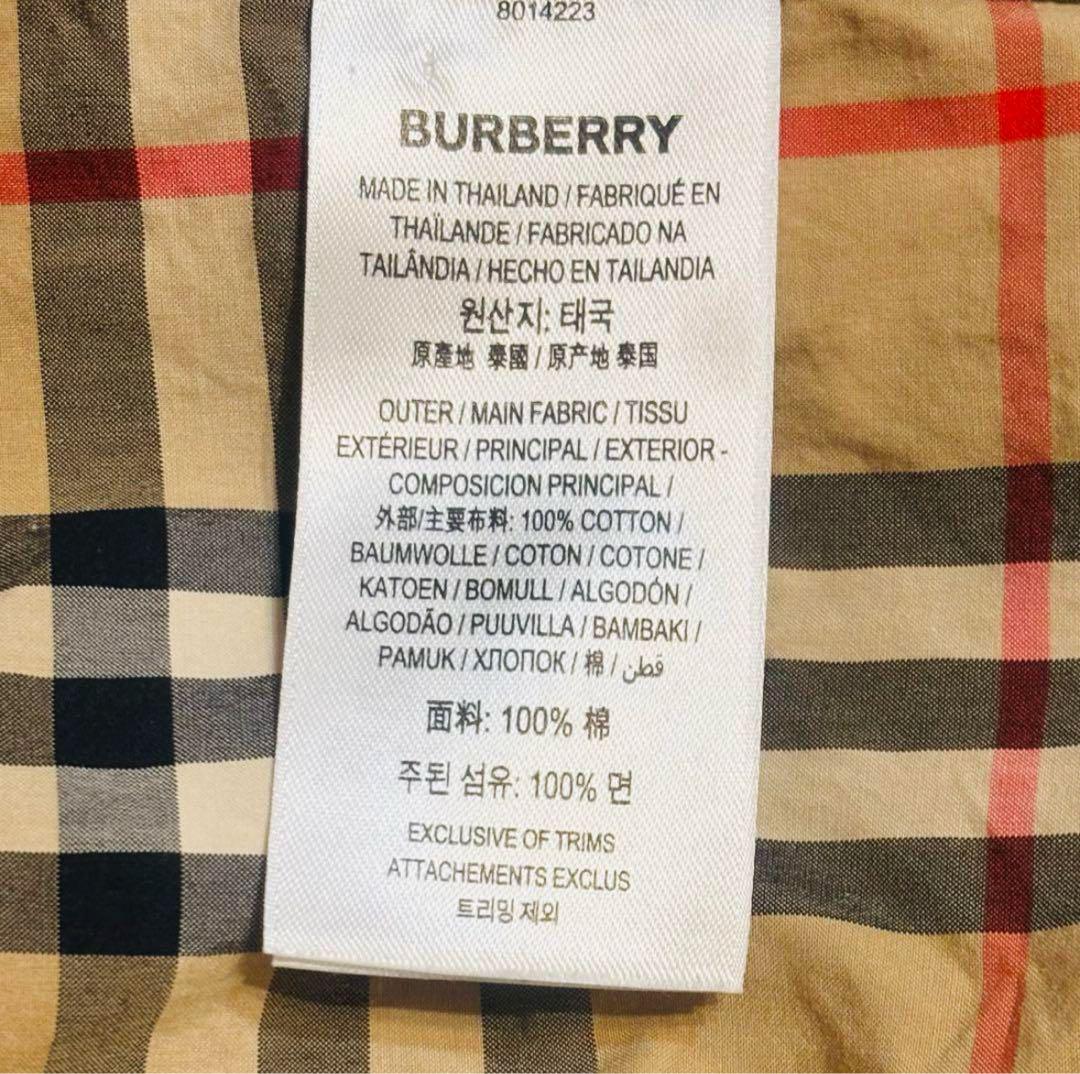 8014223
BURBERRY
MADE IN THAILAND / FABRIQUÉ EN
THAÏLANDE / FABRICADO NA
TAILÂNDIA / HECHO EN TAILANDIA
원산지: 태국
原產地 泰國 / 原产地 泰国
OUTER / MAIN FABRIC / TISSU
EXTÉRIEUR / PRINCIPAL / EXTERIOR -
COMPOSICION PRINCIPAL /
外部/主要布料: 100% COTTON /
BAUMWOLLE / COTON / COTONE /
KATOEN / BOMULL / ALGODÓN /
ALGODÃO / PUUVILLA / BAMBAKI /
PAMUK / ХЛОПОК / 棉 / قطن
面料: 100% 棉
주된 섬유: 100% 면
EXCLUSIVE OF TRIMS
ATTACHEMENTS EXCLUS
트리밍 제외